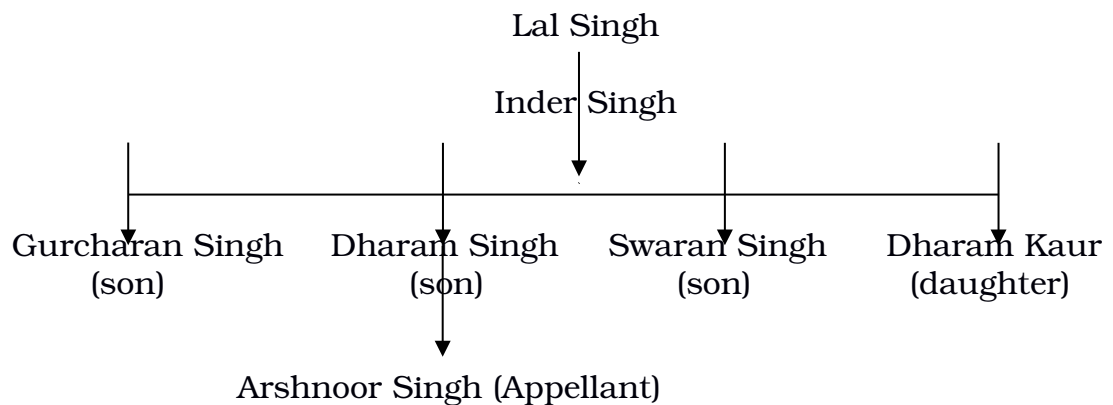 Lal Singh
Inder Singh
Gurcharan Singh Dharam Singh Swaran Singh Dharam Kaur
(son) (son) (son) (daughter)
Arshnoor Singh (Appellant)